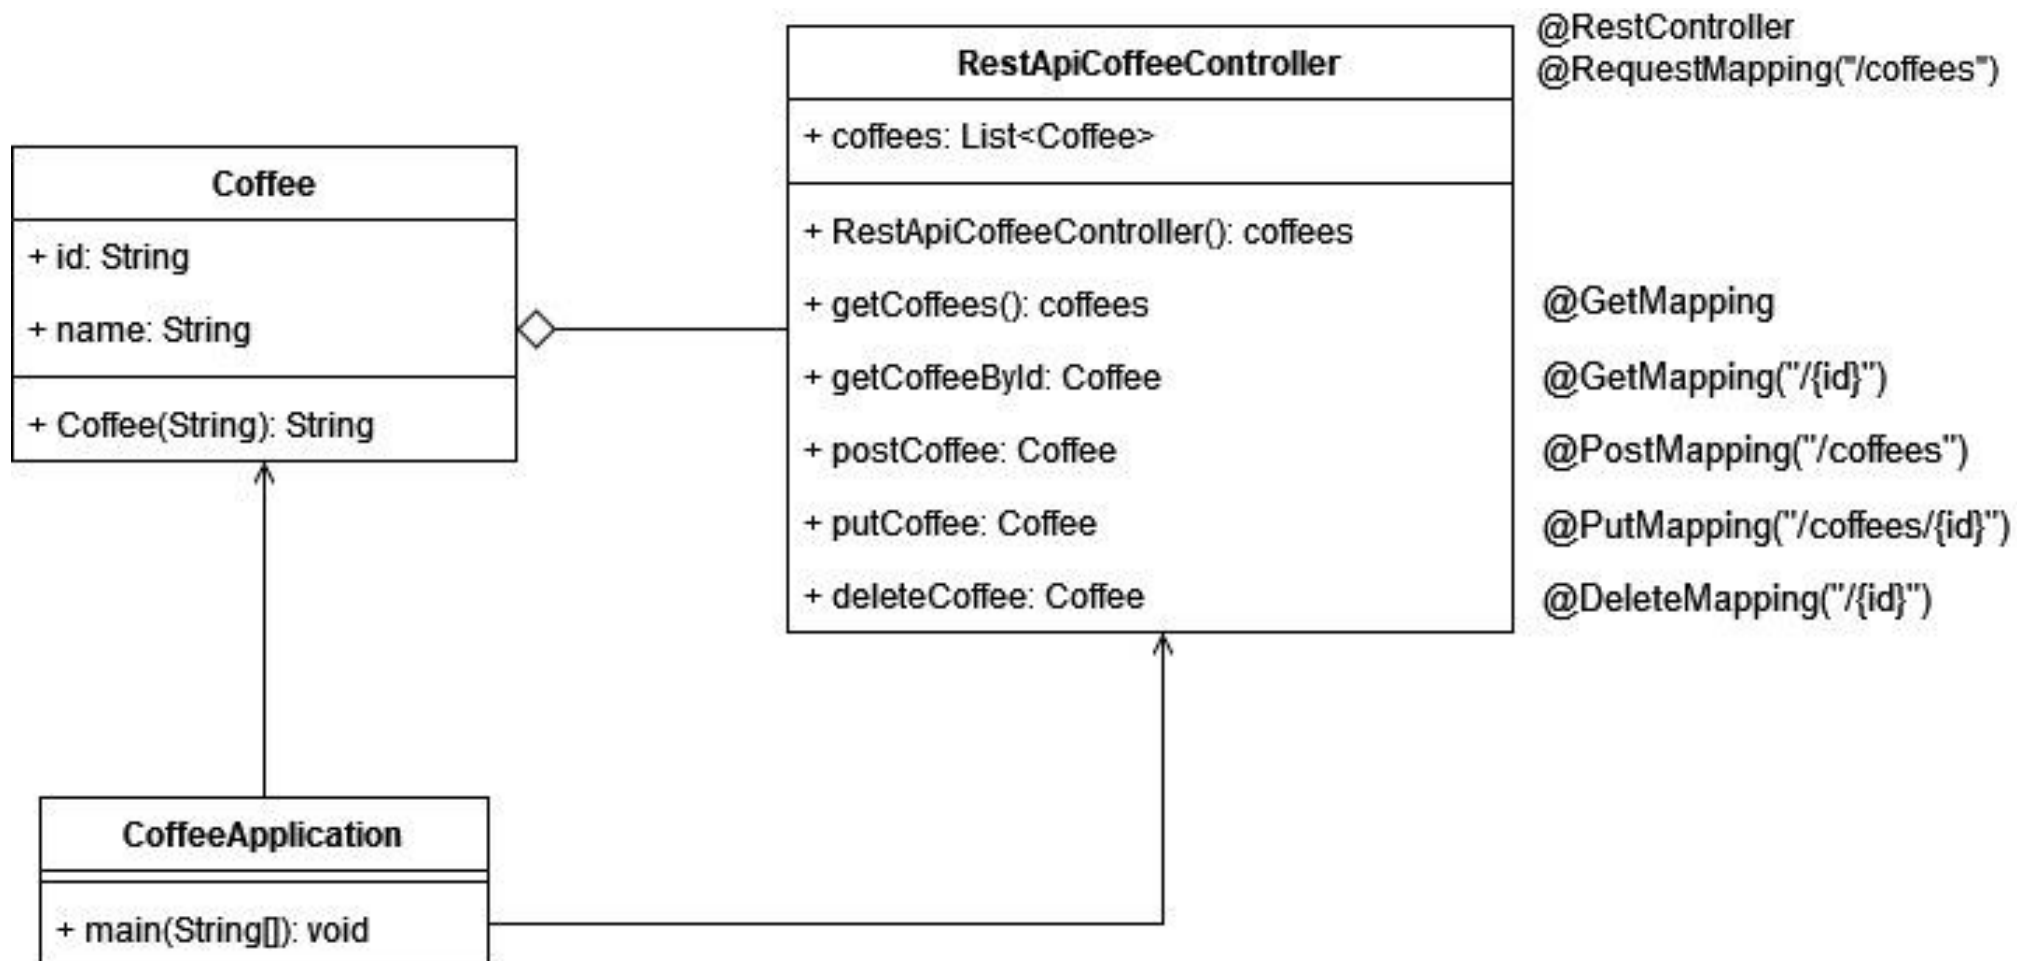 @RestController
@RequestMapping("/coffees")
RestApiCoffeeController
+ coffees: List<Coffee>
+ RestApiCoffeeController(): coffees
+ getCoffees(): coffees
@GetMapping
+ getCoffeeById: Coffee
@GetMapping("/{id}")
+ postCoffee: Coffee
@PostMapping("/coffees")
+ putCoffee: Coffee
@PutMapping("/coffees/{id}")
+ deleteCoffee: Coffee
@DeleteMapping("/{id}")
Coffee
+ id: String
+ name: String
+ Coffee(String): String
CoffeeApplication
+ main(String[]): void